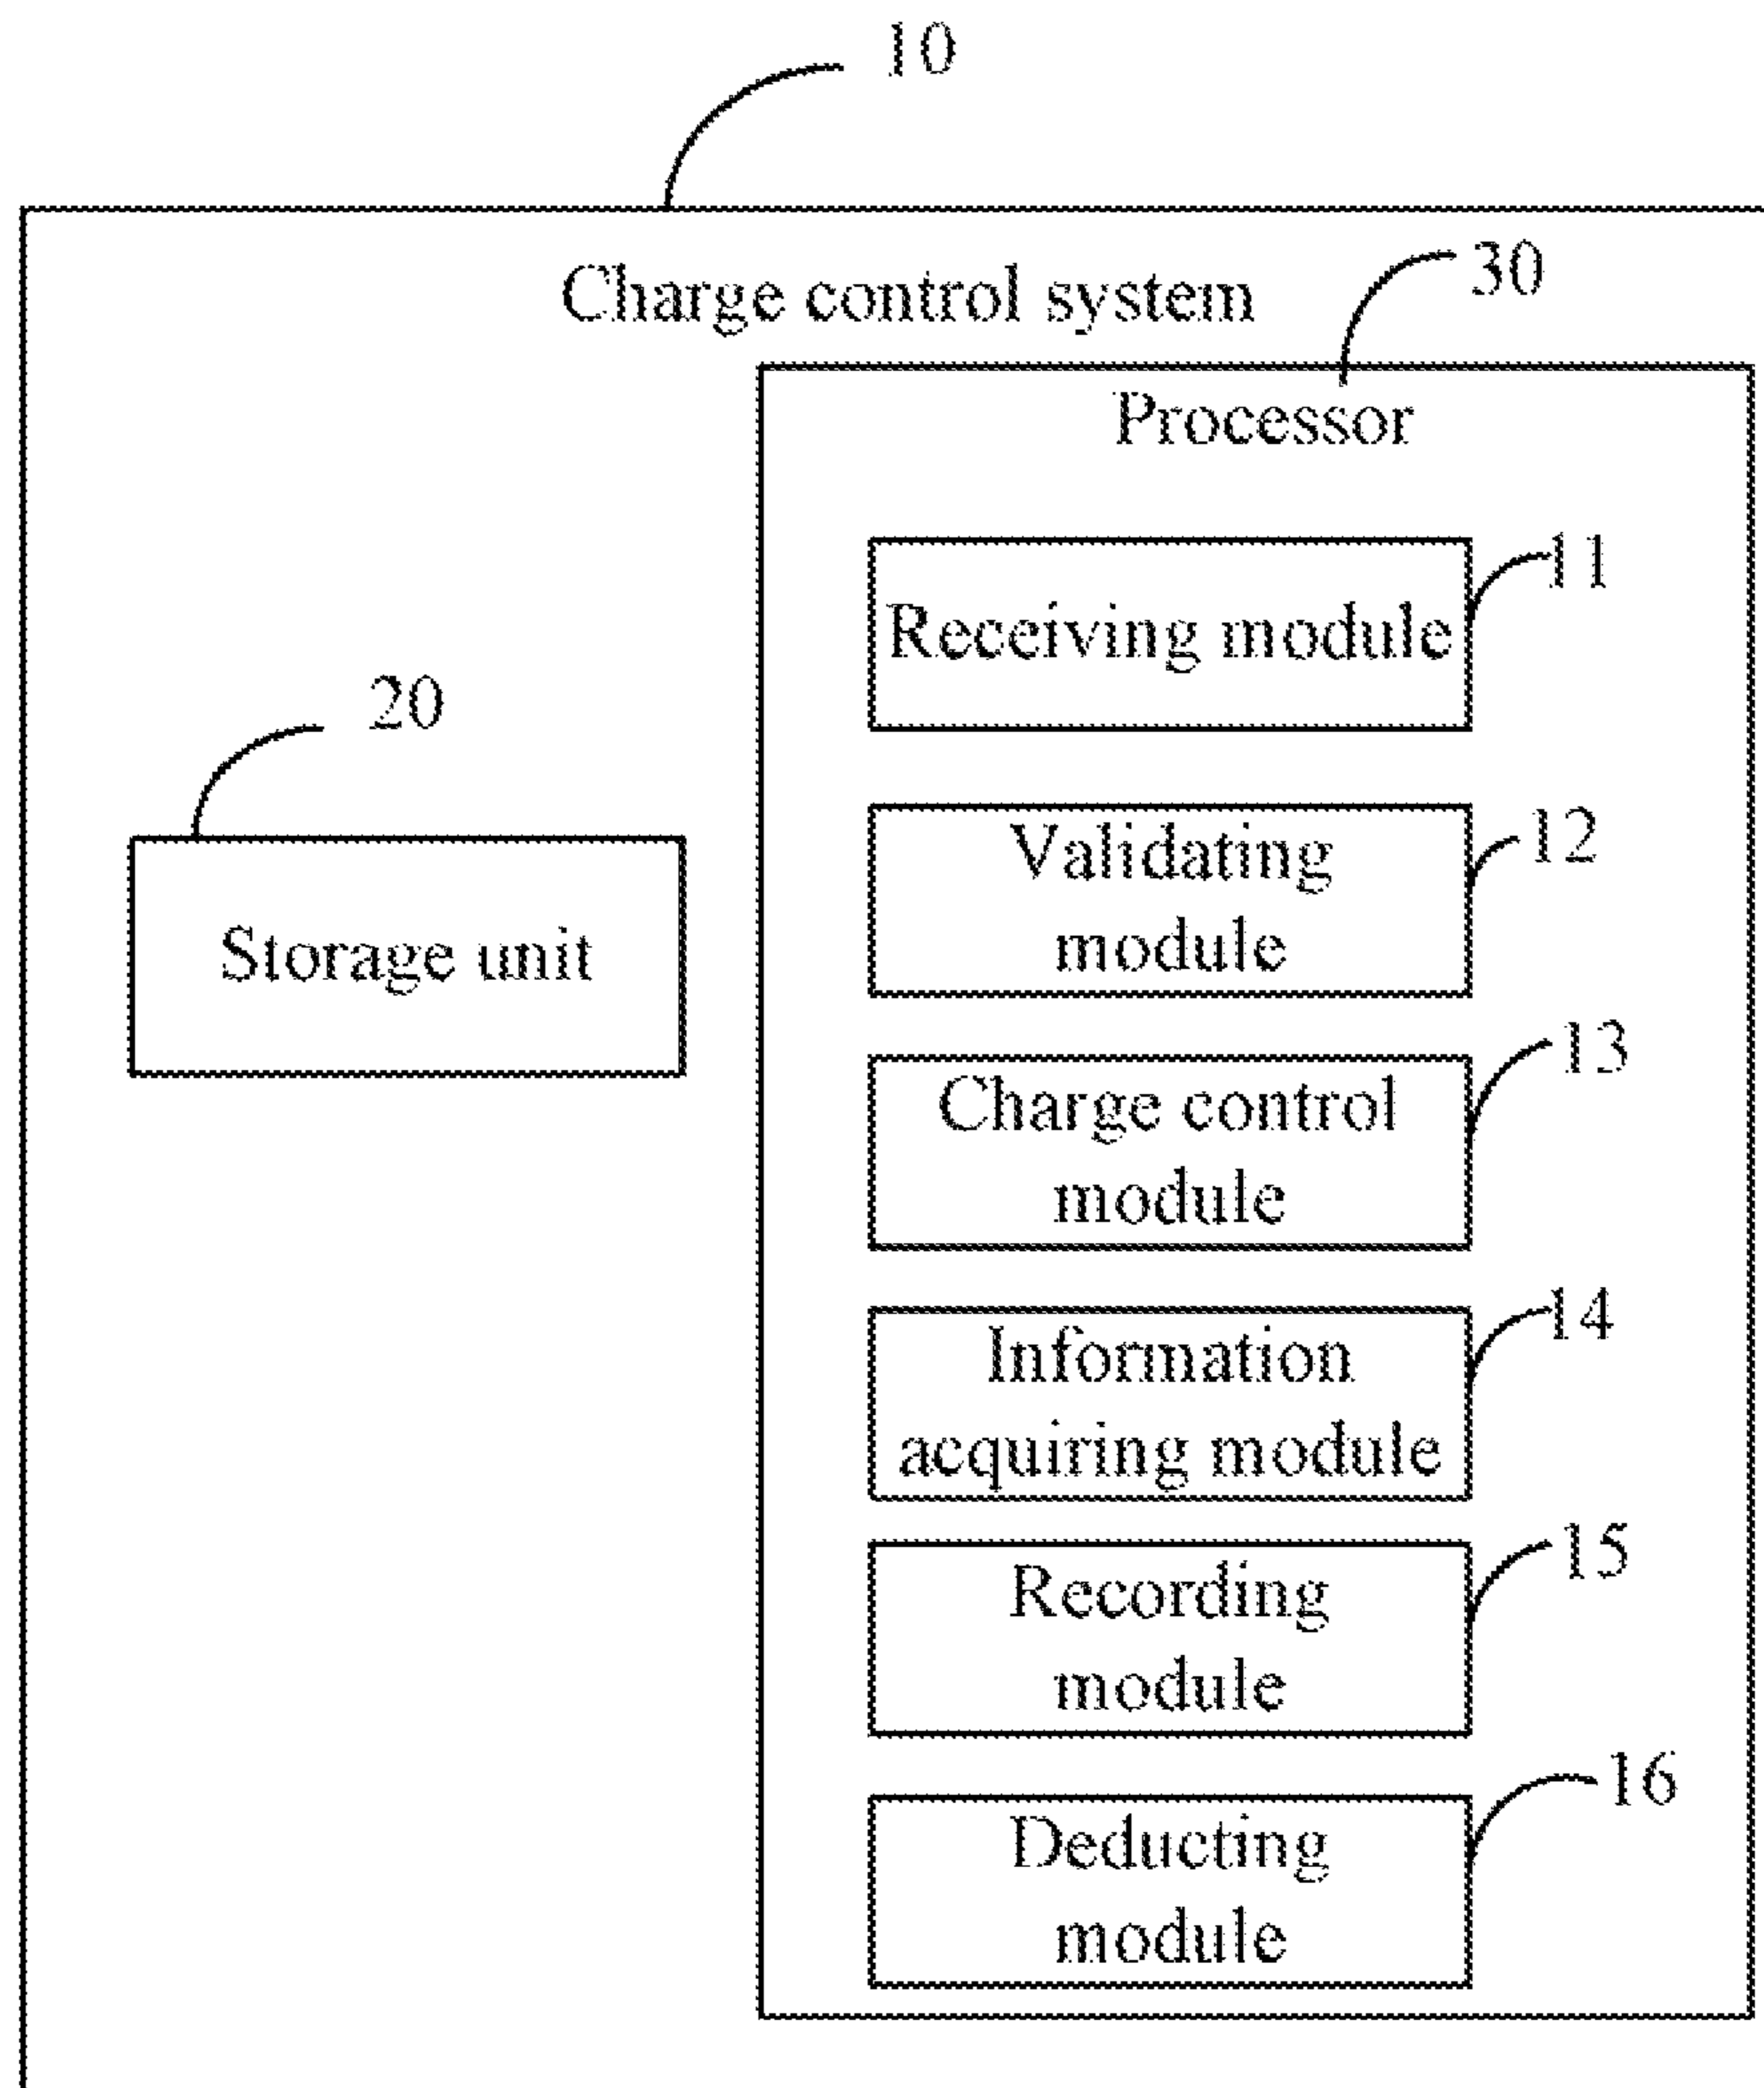 10
Charge control system
30
Processor
11
Receiving module
20
12
Validating
module
Storage unit
13
Charge control
module
14
Information
acquiring module
15
Recording
module
16
Deducting
module